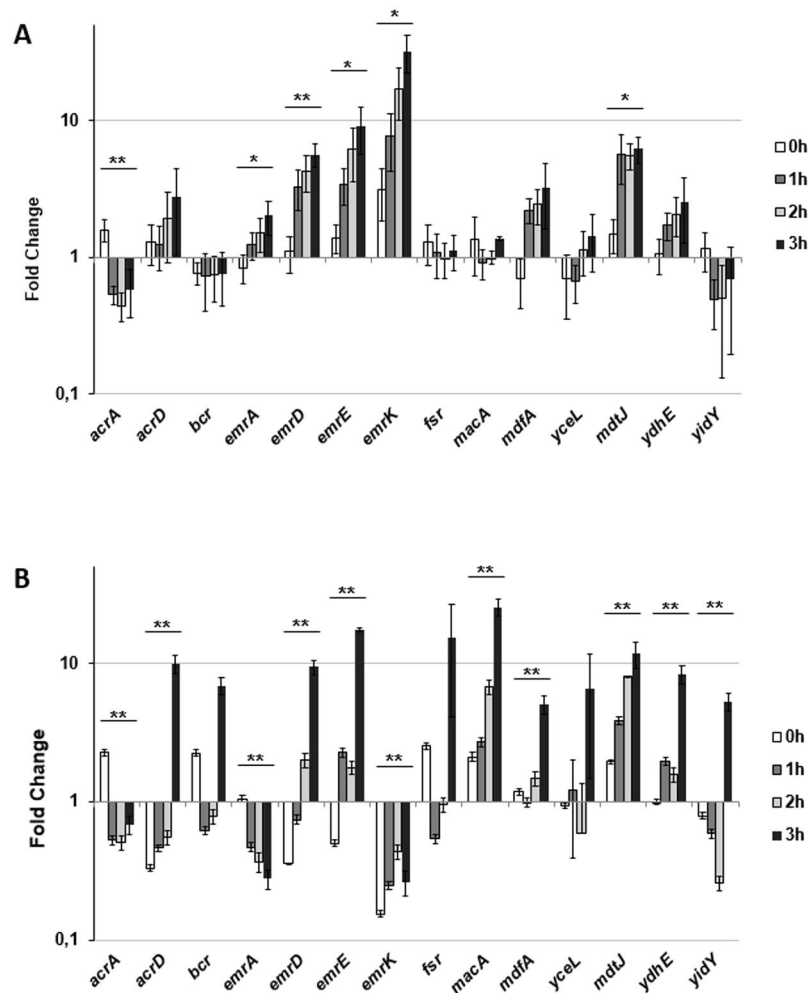 A
**
*
**
*
*
*
10
1
0,1
Fold Change
0h
1h
2h
3h
acrA
acrD
bcr
emrA
emrD
emrE
emrK
fsr
macA
mdfA
yceL
mdtJ
ydhE
yidY
B
**
**
**
**
**
**
**
**
**
**
**
10
1
0,1
Fold Change
0h
1h
2h
3h
acrA
acrD
bcr
emrA
emrD
emrE
emrK
fsr
macA
mdfA
yceL
mdtJ
ydhE
yidY